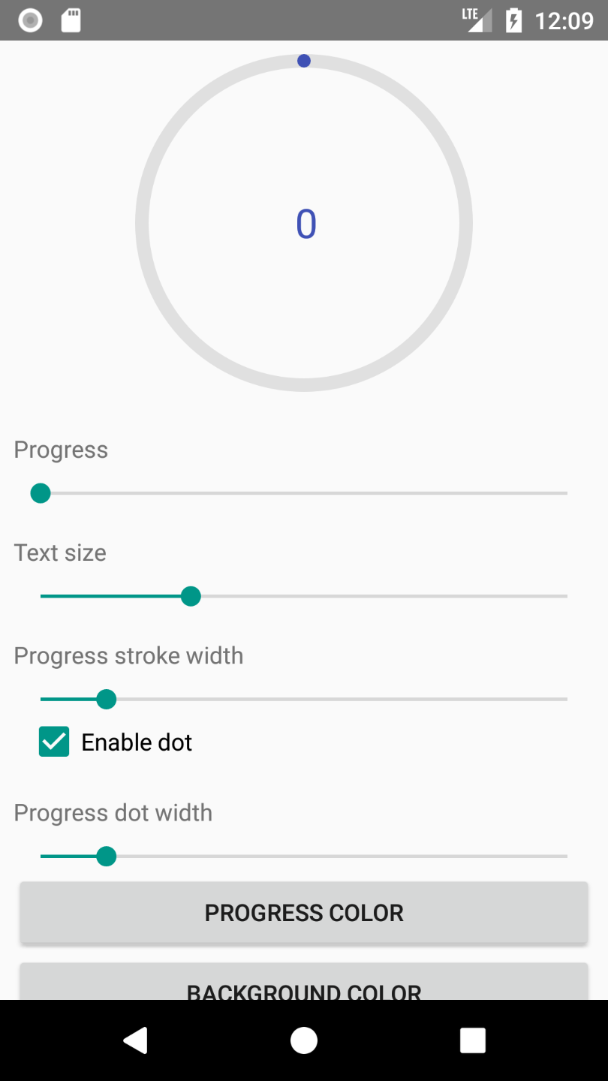 LTE 12:09
0
Progress
Text size
Progress stroke width
Enable dot
Progress dot width
PROGRESS COLOR
BACKGROUND COLOR